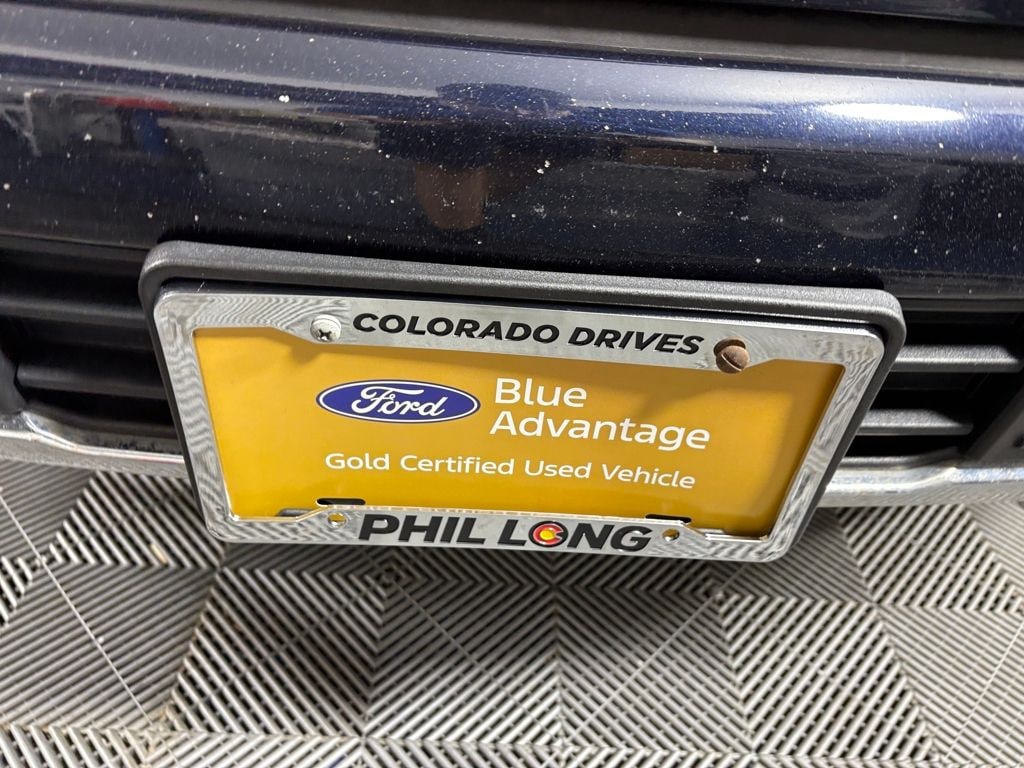 COLORADO DRIVES
Ford
Blue
Advantage
Gold Certified Used Vehicle
PHIL LONG